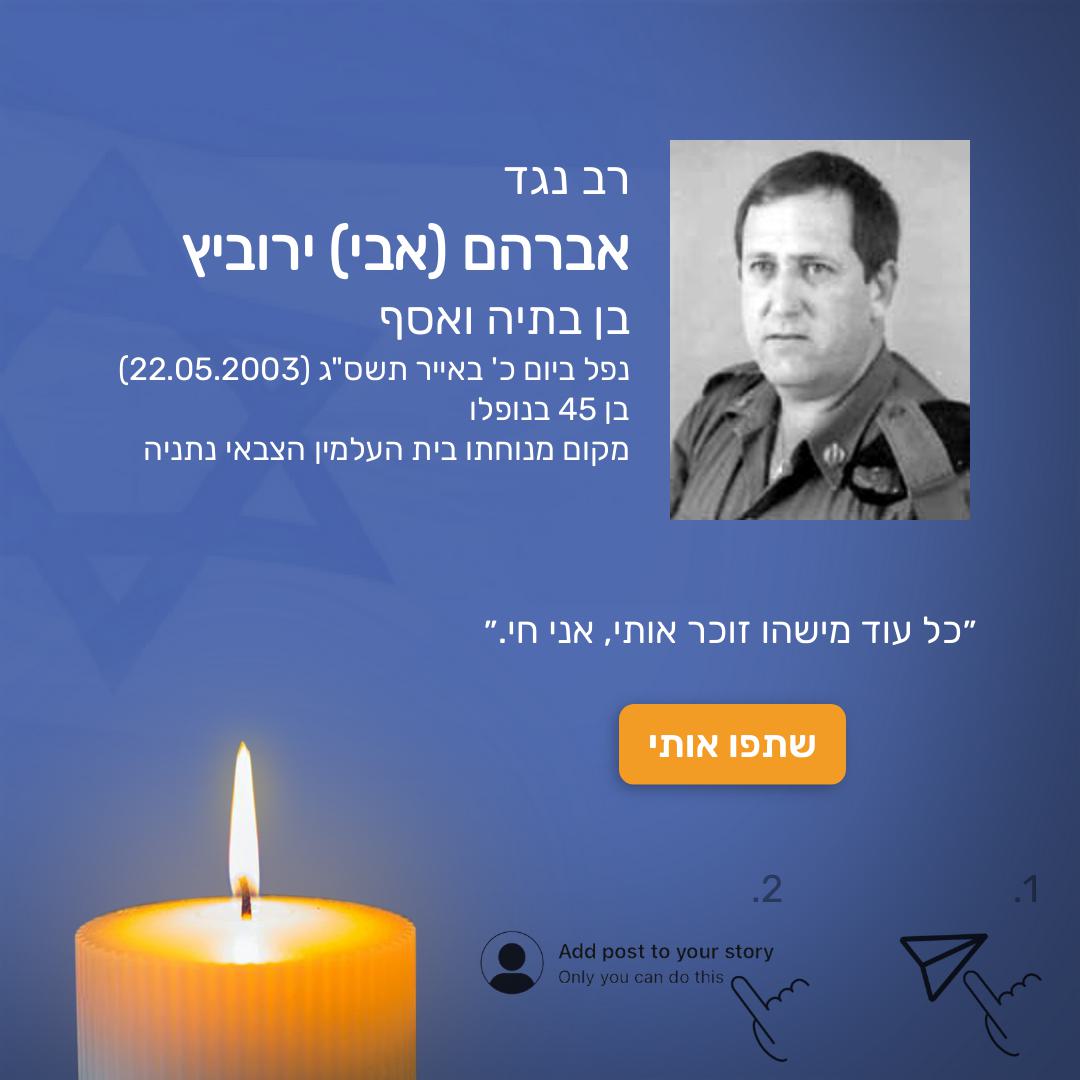 רב נגד
אברהם (אבי) ירוביץ
בן בתיה ואסף
נפל ביום כ' באייר תשס"ג (22.05.2003)
בן 45 בנופלו
מקום מנוחתו בית העלמין הצבאי נתניה
״כל עוד מישהו זוכר אותי, אני חי.״
שתפו אותי
1.
2.
Add post to your story
Only you can do this